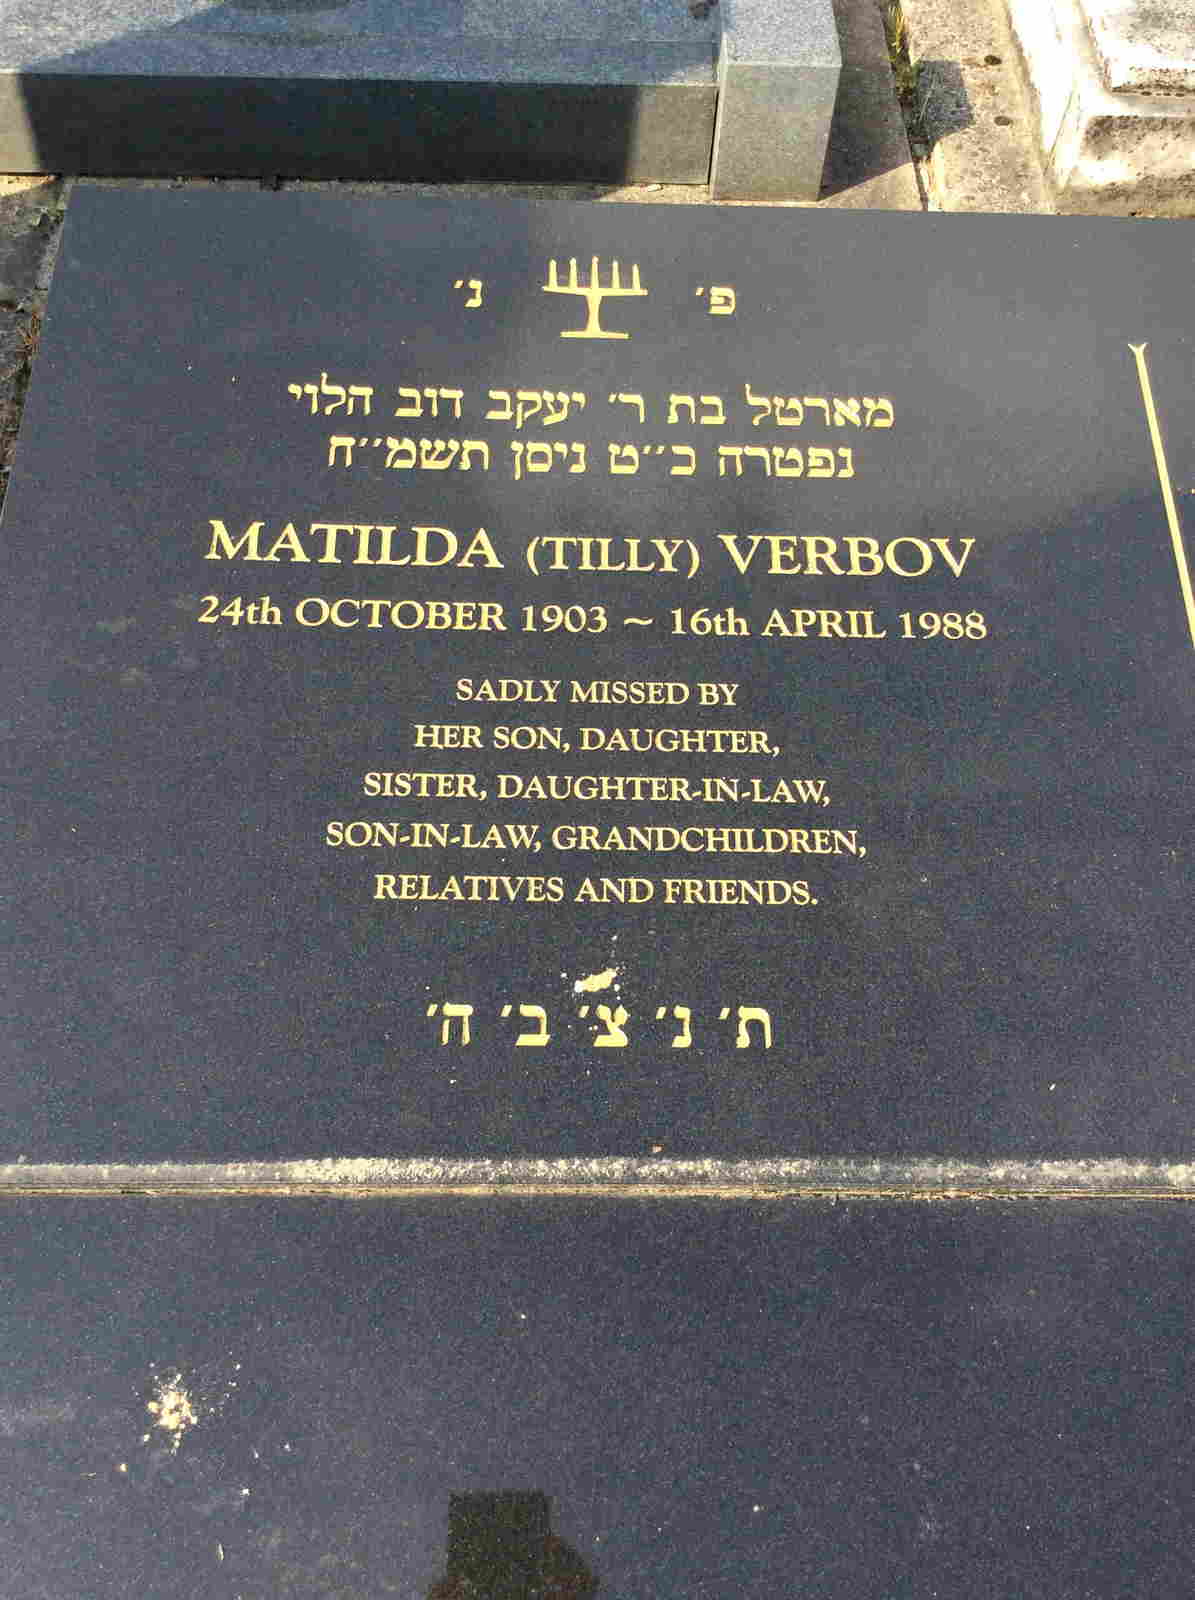 פ׳ נ׳
מארטל בת ר׳ יעקב דוב הלוי
נפטרה כ׳׳ט ניסן תשמ׳׳ח
MATILDA (TILLY) VERBOV
24th OCTOBER 1903 ~ 16th APRIL 1988
SADLY MISSED BY
HER SON, DAUGHTER,
SISTER, DAUGHTER-IN-LAW,
SON-IN-LAW, GRANDCHILDREN,
RELATIVES AND FRIENDS.
ת׳ נ׳ צ׳ ב׳ ה׳